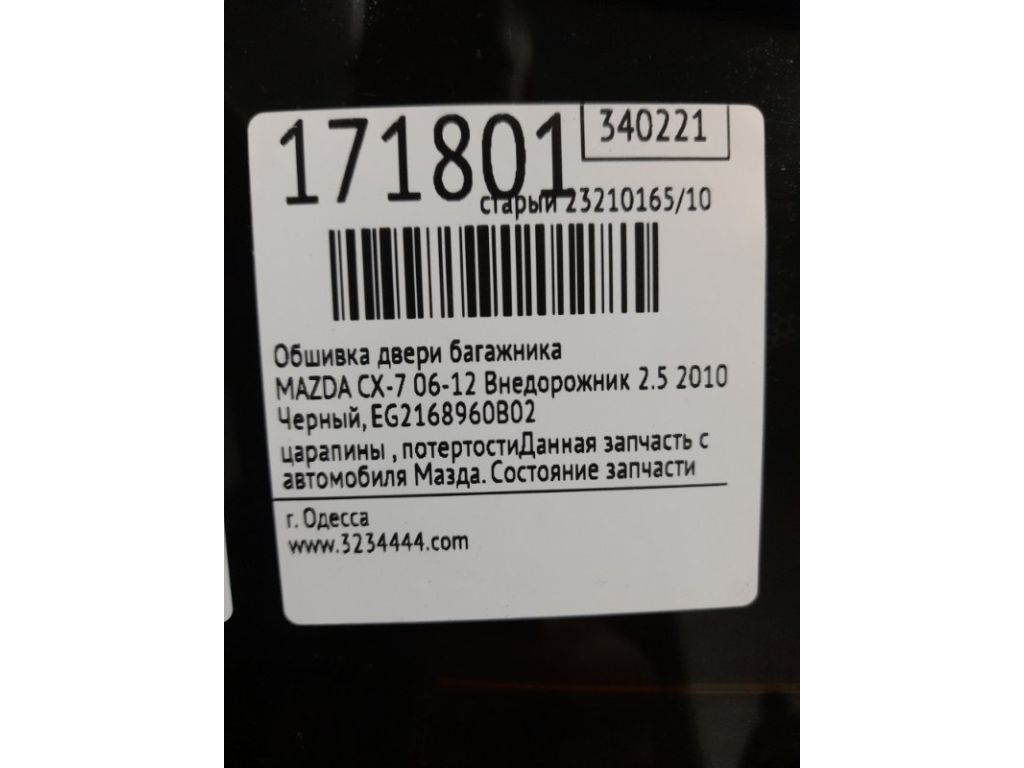 171801
340221
старый 23210165/10
Обшивка двери багажника
MAZDA CX-7 06-12 Внедорожник 2.5 2010
Черный, EG2168960B02
царапины , потертостиДанная запчасть с
автомобиля Мазда. Состояние запчасти
г. Одесса
www.3234444.com